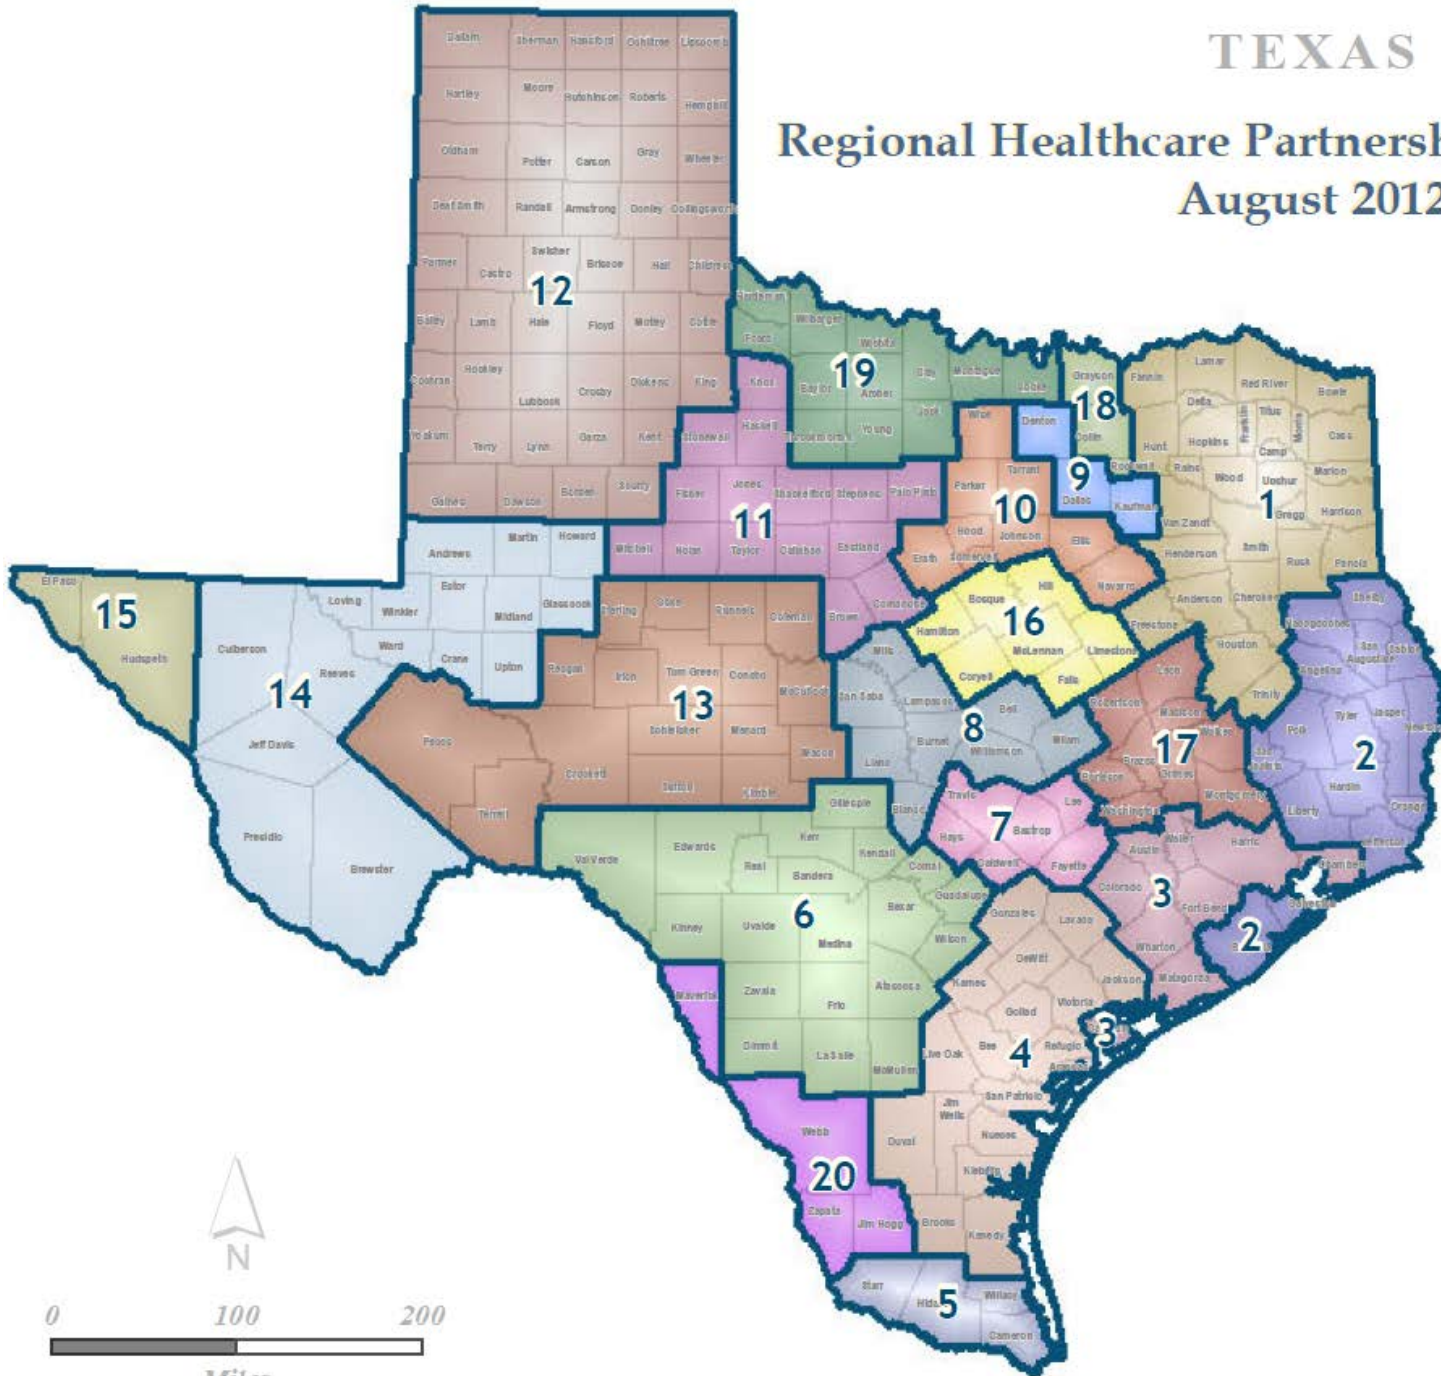 TEXAS
Regional Healthcare Partnersh
August 2012
Dallam Sherman Hansford Ochiltree Lipscomb
Hartley Moore Hutchinson Roberts Hemphill
Oldham Potter Carson Gray Wheeler
Deaf Smith Randall Armstrong Donley Collingsworth
Parmer Castro Swisher Briscoe Hall Childress
12
Bailey Lamb Hale Floyd Motley Cottle
Cochran Hockley Lubbock Crosby Dickens King
Yoakum Terry Lynn Garza Kent
Gaines Dawson Borden Scurry
Hardeman Foard Wilbarger Wichita Clay Montague Cooke
19
Baylor Archer Jack Throckmorton Young
Grayson
18
Collin Rockwall
Denton
9
Dallas Kaufman
Fannin Lamar Red River Bowie
Delta Hopkins Franklin Titus Morris Cass
Hunt Rains Wood Camp Upshur Marion
1
Gregg Harrison
Van Zandt Smith Henderson Rusk Panola
Anderson Cherokee Freestone Houston Trinity
Wise Parker Tarrant
10
Hood Johnson Ellis Erath Somervell Navarro
Knox Stonewall Haskell
Fisher Jones Shackelford Stephens Palo Pinto
11
Mitchell Nolan Taylor Callahan Eastland
Brown Comanche
Bosque Hill
16
Hamilton McLennan Limestone
Coryell Falls
Andrews Martin Howard
Loving Winkler Ector Midland Glasscock
Ward Crane Upton
Culberson Reeves
14
Jeff Davis
Presidio Brewster
El Paso
15
Hudspeth
Sterling Coke Runnels Coleman
Reagan Irion Tom Green Concho McCulloch
13
Schleicher Menard Mason
Pecos Crockett Sutton Kimble
Terrell
Mills San Saba Lampasas Bell
8
Burnet Williamson Milam
Llano Blanco
Leon Robertson Madison Walker
17
Brazos Grimes Burleson
Washington Montgomery
Shelby Nacogdoches San Augustine Sabine
Angelina Polk Tyler Jasper Newton
2
San Jacinto Hardin Liberty Orange Jefferson
Travis Lee
7
Hays Bastrop Caldwell Fayette
Austin Waller Harris Chambers
Colorado
3
Fort Bend Galveston
Wharton Matagorda
2
3
Gillespie Kerr Edwards Val Verde Real Bandera Kendall Comal
Guadalupe Bexar
6
Kinney Uvalde Medina Wilson
Zavala Frio Atascosa
Dimmit La Salle McMullen
Maverick
Gonzales Lavaca DeWitt
Karnes Jackson Victoria Goliad
Live Oak Bee
4
Refugio Aransas
San Patricio Jim Wells Duval Nueces
Kleberg Brooks Kenedy
Webb
20
Zapata Jim Hogg
Starr
5
Willacy Cameron
N
0 100 200
Miles